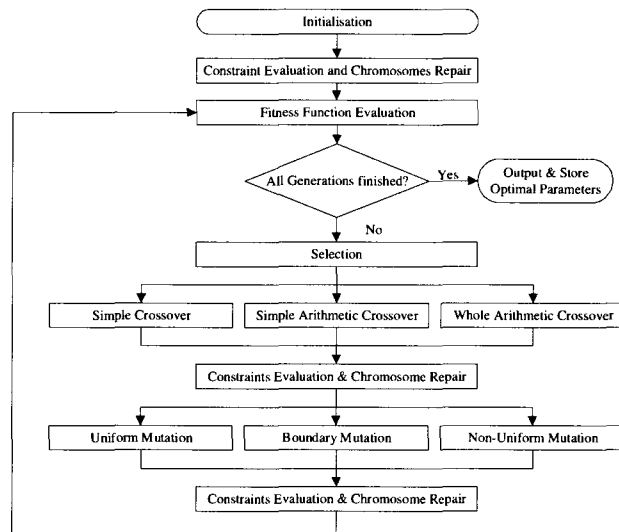 Initialisation
Constraint Evaluation and Chromosomes Repair
Fitness Function Evaluation
All Generations finished?
Yes
Output & Store
Optimal Parameters
No
Selection
Simple Crossover
Simple Arithmetic Crossover
Whole Arithmetic Crossover
Constraints Evaluation & Chromosome Repair
Uniform Mutation
Boundary Mutation
Non-Uniform Mutation
Constraints Evaluation & Chromosome Repair